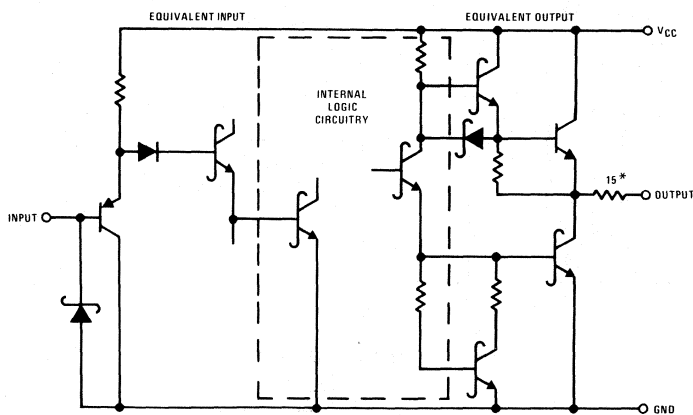 EQUIVALENT INPUT
EQUIVALENT OUTPUT
VCC
INTERNAL
LOGIC
CIRCUITRY
15*
INPUT
OUTPUT
GND